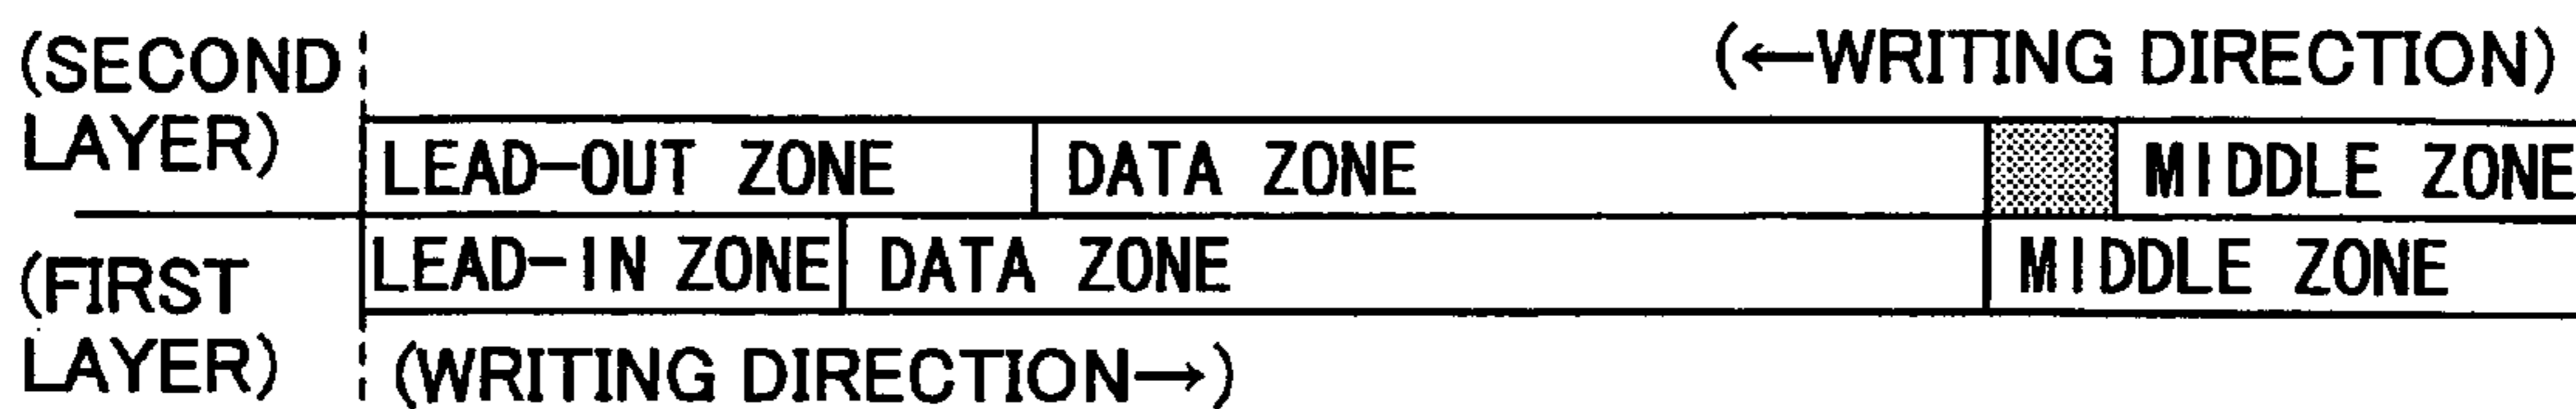 (SECOND LAYER)
(←WRITING DIRECTION)
LEAD-OUT ZONE DATA ZONE MIDDLE ZONE
LEAD-IN ZONE DATA ZONE MIDDLE ZONE
(FIRST LAYER)
(WRITING DIRECTION→)